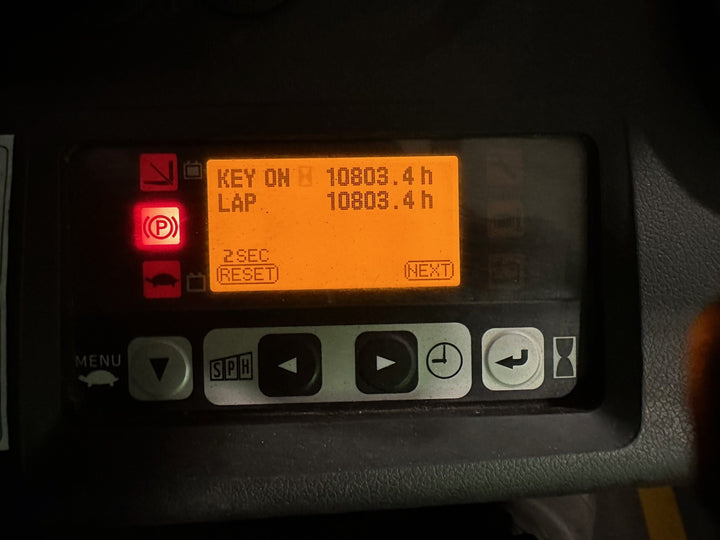 KEY ON 10803.4 h
LAP 10803.4 h
2SEC
RESET NEXT
P
MENU
SPH